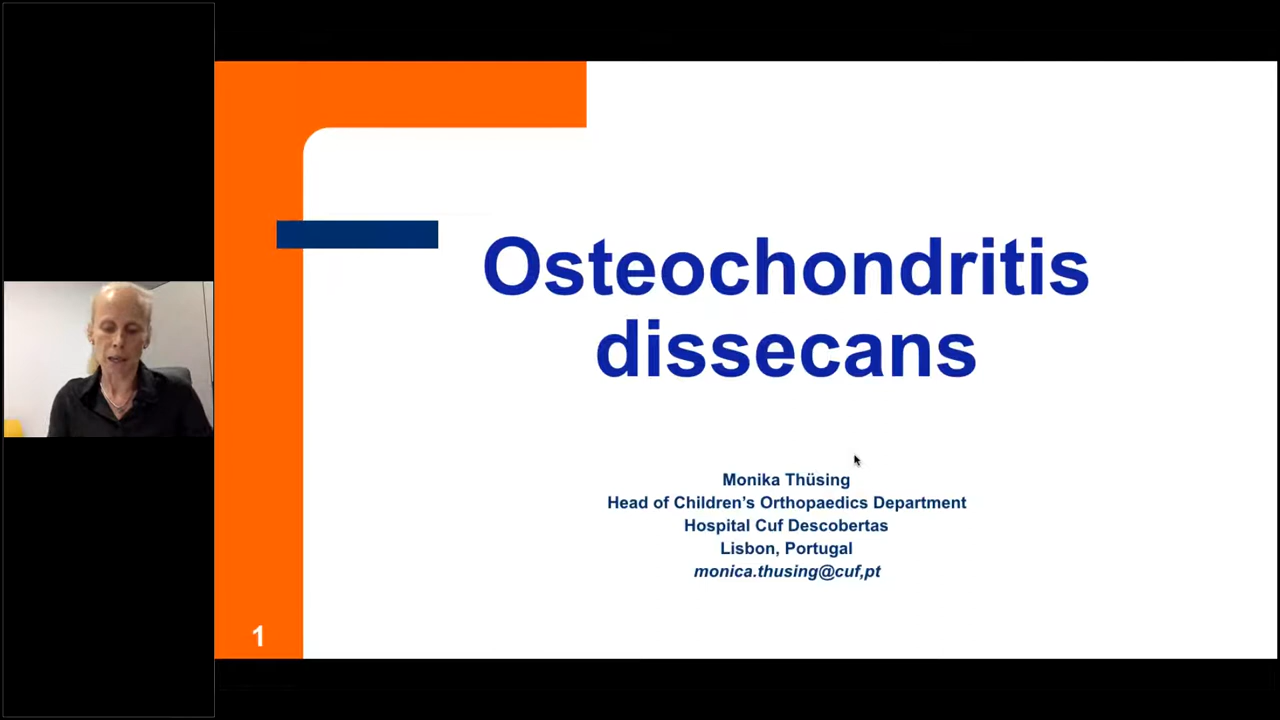 Osteochondritis
dissecans
Monika Thüsing
Head of Children's Orthopaedics Department
Hospital Cuf Descobertas
Lisbon, Portugal
monica.thusing@cuf,pt
1